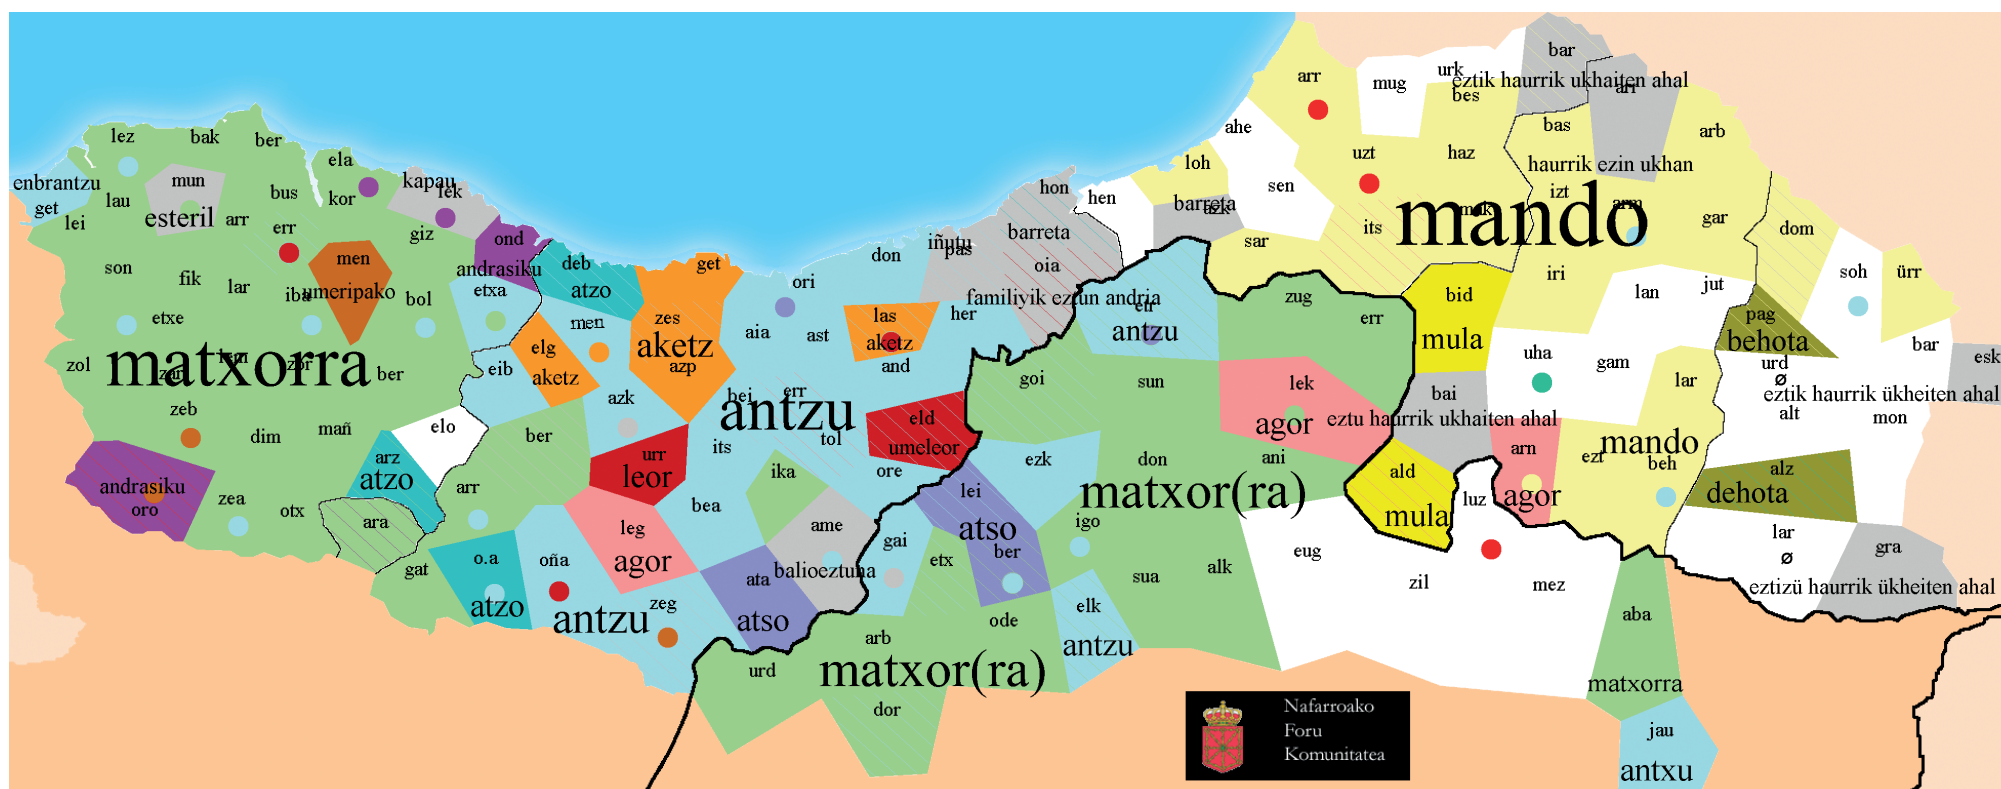 lez
bak
ber
ela
enbrantzu
get
mun
esteril
lau
lei
arr
bus
kor
kapau
lek
err
giz
ond
andrasiku
son
fik
lar
men
umeripako
iba
bol
etxa
etxe
zol
matxorra
ber
zeb
dim
mañ
elo
arz
atzo
andrasiku
oro
zea
otx
ara
gat
deb
atzo
get
men
zes
aketz
azp
elg
aketz
eib
azk
ber
arr
urr
leor
leg
agor
o.a
atzo
oña
antzu
zeg
ori
aia
ast
don
iñutu
pas
las
aketz
and
her
bei
err
antzu
its
tol
eld
umeleor
ore
ika
bea
ame
balioeztuna
ata
atso
hon
barreta
oia
familiyik eztun andria
hen
goi
sun
ezk
lei
atso
ber
gai
etx
igo
don
ani
matxor(ra)
sua
alk
elk
antzu
ode
arb
matxor(ra)
urd
dor
err
antzu
zug
err
lek
agor
ahe
loh
barreta
azk
sen
sar
arr
mug
urk
bes
uzt
haz
its
mak
mando
bar
eztik haurrik ukhaiten ahal
ari
bas
arb
haurrik ezin ukhan
izt
arm
gar
iri
bid
mula
lan
jut
uha
gam
lar
bai
eztu haurrik ukhaiten ahal
ald
mula
luz
arn
agor
ezt
mando
beh
dom
soh
ürr
pag
behota
urd
ø
bar
esk
eztik haurrik ükheiten ahal
alt
mon
alz
dehota
lar
ø
gra
eztizü haurrik ükheiten ahal
eug
zil
mez
aba
matxorra
jau
antxu
Nafarroako
Foru
Komunitatea